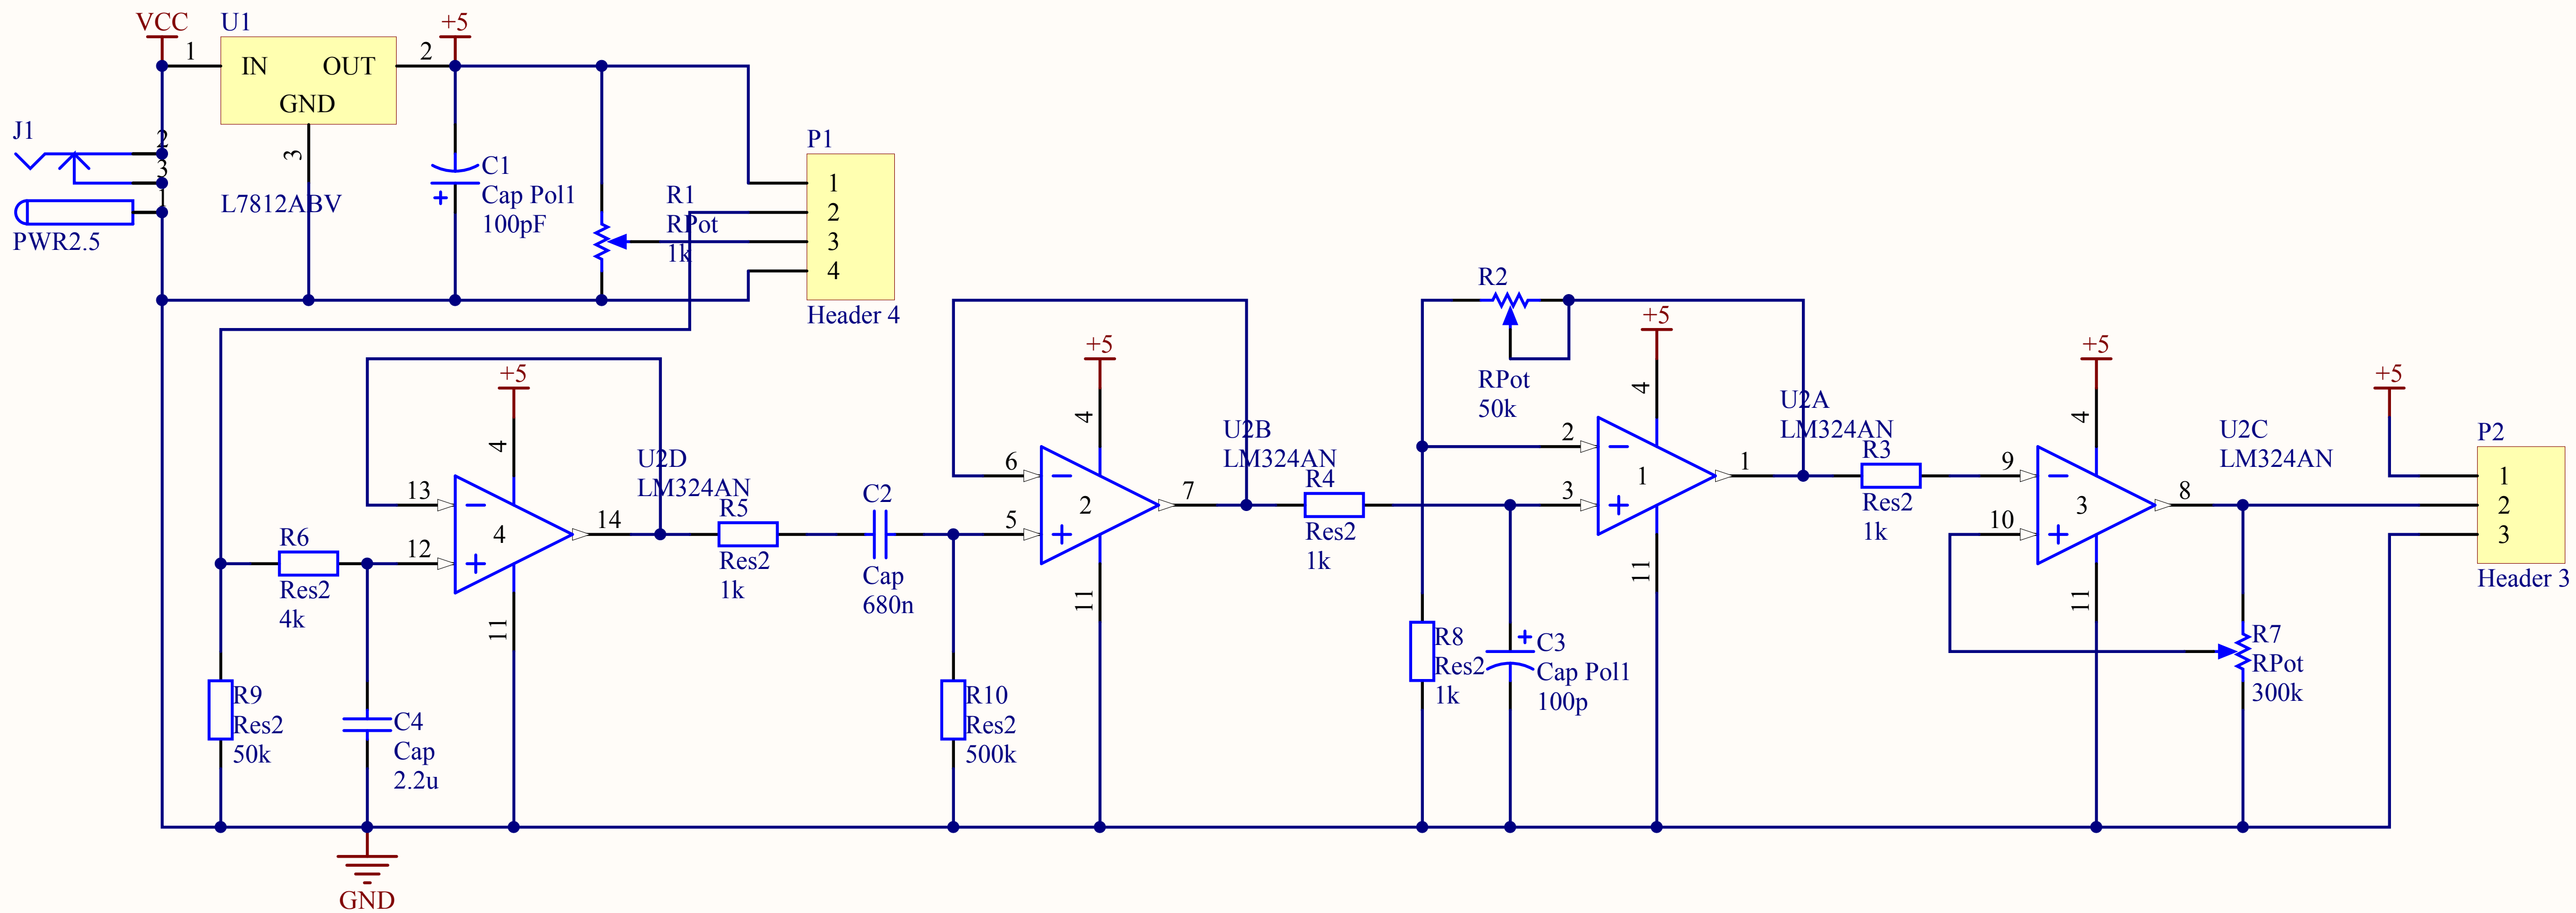 VCC
U1
+5
1
IN
OUT
2
GND
3
L7812ABV
J1
2
3
1
PWR2.5
C1
Cap Pol1
100pF
R1
RPot
1k
P1
1
2
3
4
Header 4
+5
4
13
12
4
14
11
U2D
LM324AN
R6
Res2
4k
R9
Res2
50k
C4
Cap
2.2u
GND
R5
Res2
1k
C2
Cap
680n
R10
Res2
500k
+5
4
6
5
2
7
11
U2B
LM324AN
R4
Res2
1k
R2
RPot
50k
+5
4
2
3
1
1
11
U2A
LM324AN
R8
Res2
1k
C3
Cap Pol1
100p
R3
Res2
1k
+5
4
9
10
3
8
11
U2C
LM324AN
R7
RPot
300k
+5
P2
1
2
3
Header 3